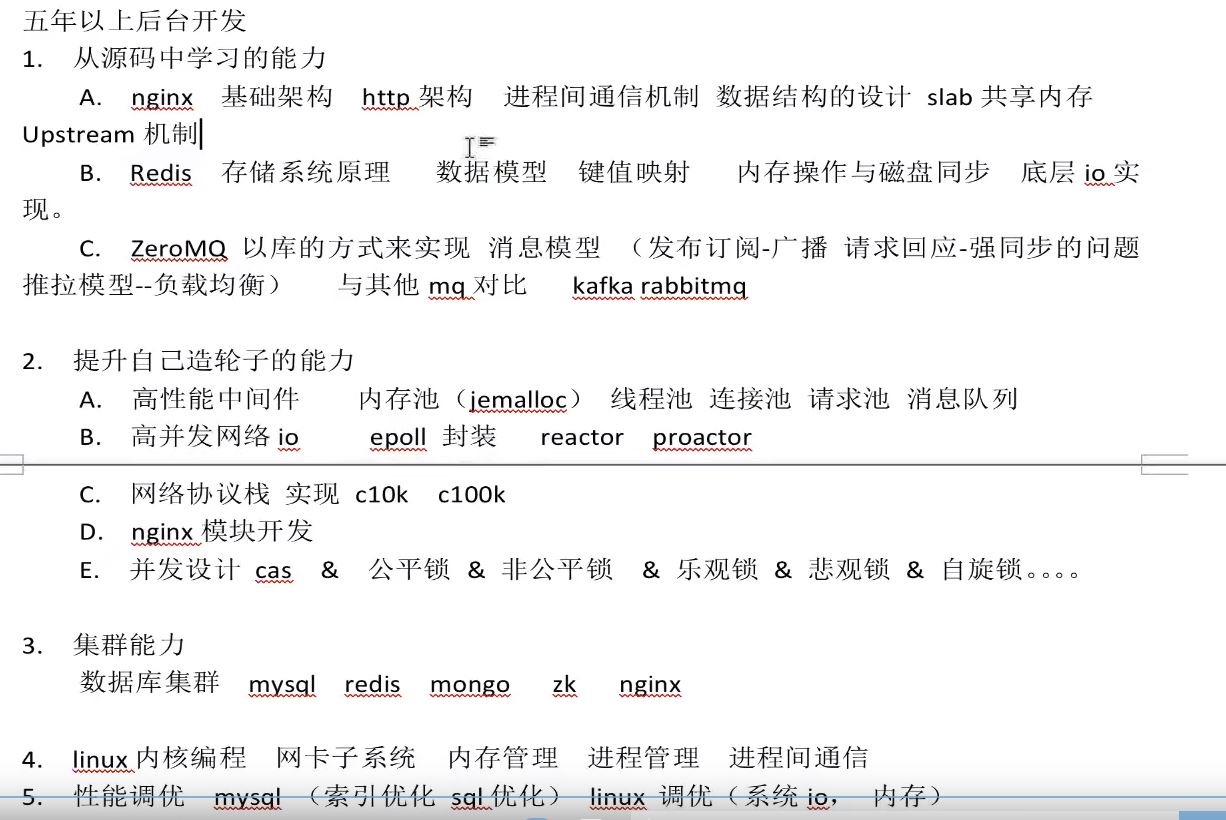 五年以上后台开发
1. 从源码中学习的能力
A. nginx 基础架构 http 架构 进程间通信机制 数据结构的设计 slab 共享内存
Upstream 机制
B. Redis 存储系统原理 数据模型 键值映射 内存操作与磁盘同步 底层 io 实
现。
C. ZeroMQ 以库的方式来实现 消息模型 （发布订阅-广播 请求回应-强同步的问题
推拉模型--负载均衡） 与其他 mq 对比 kafka rabbitmq
2. 提升自己造轮子的能力
A. 高性能中间件 内存池（jemalloc） 线程池 连接池 请求池 消息队列
B. 高并发网络 io epoll 封装 reactor proactor
C. 网络协议栈 实现 c10k c100k
D. nginx 模块开发
E. 并发设计 cas & 公平锁 & 非公平锁 & 乐观锁 & 悲观锁 & 自旋锁。。。。
3. 集群能力
数据库集群 mysql redis mongo zk nginx
4. linux 内核编程 网卡子系统 内存管理 进程管理 进程间通信
5. 性能调优 mysql （索引优化 sql 优化） linux 调优（系统 io， 内存）